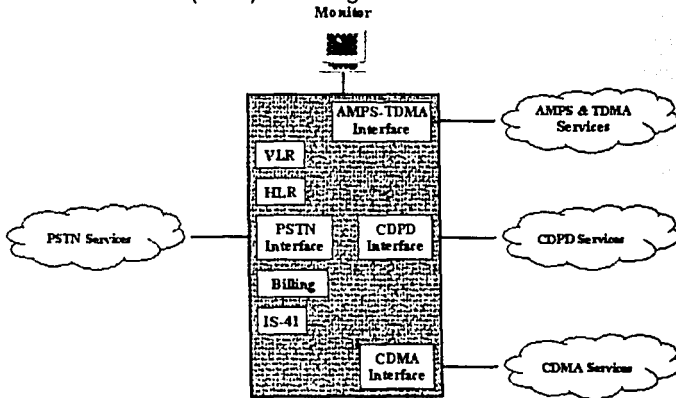 Monitor
AMPS-TDMA
Interface
AMPS & TDMA
Services
VLR
HLR
PSTN Services
PSTN
Interface
CDPD
Interface
CDPD Services
Billing
IS-41
CDMA
Interface
CDMA Services